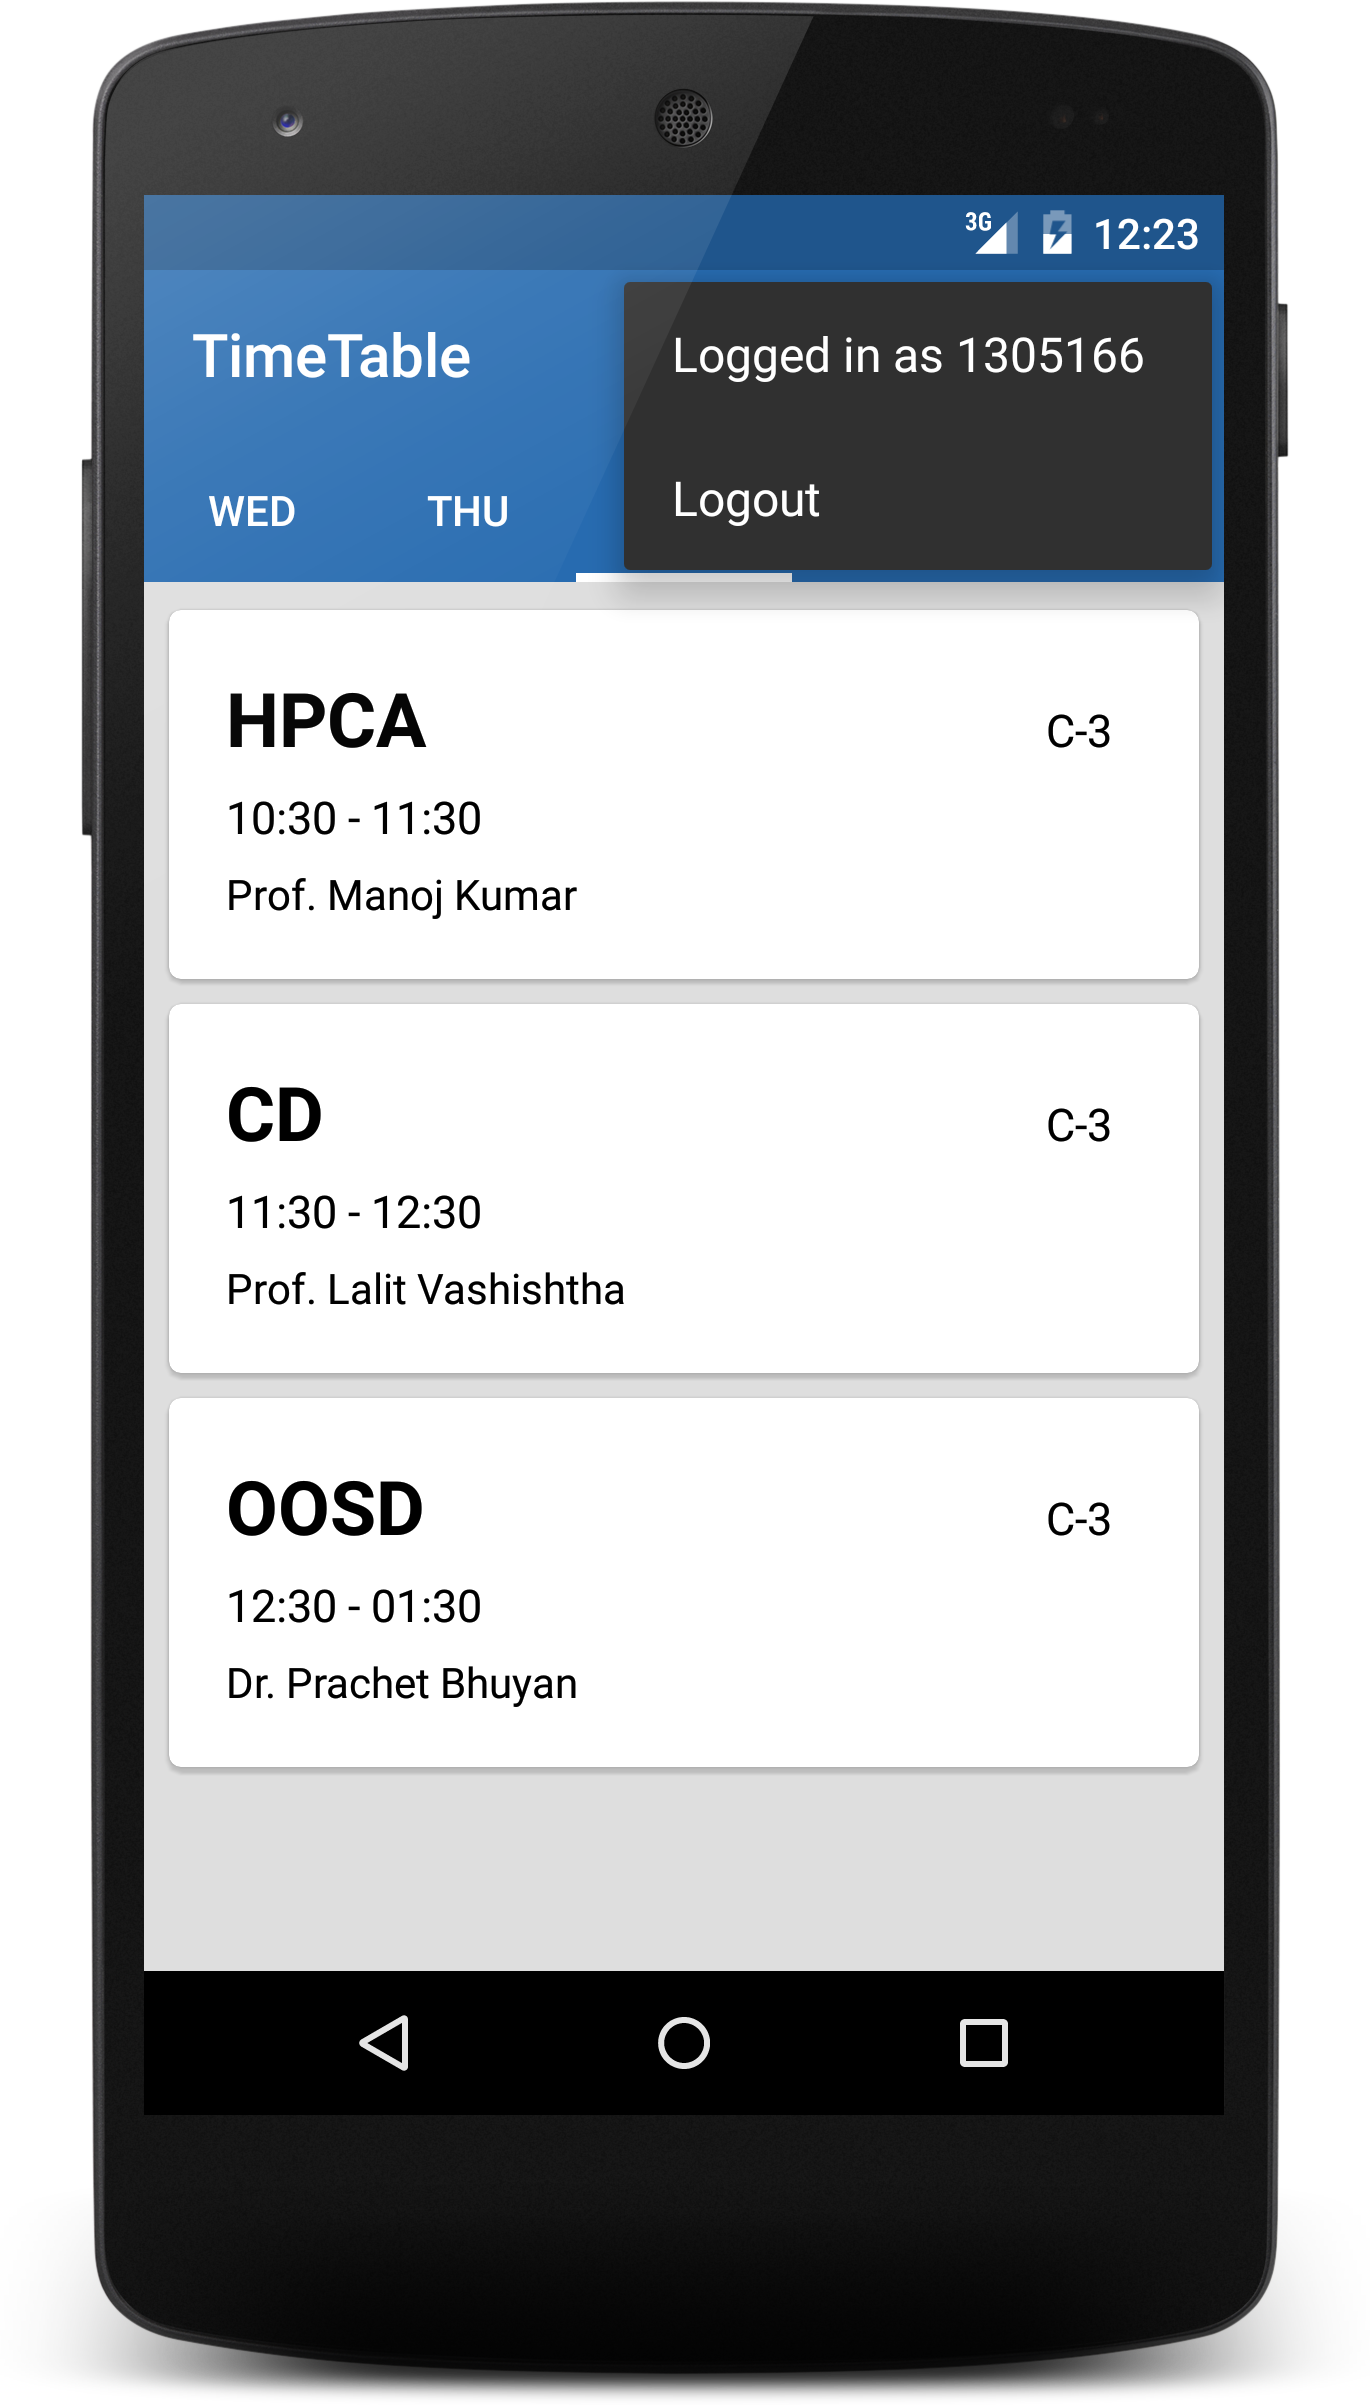 3G 12:23
TimeTable
Logged in as 1305166
Logout
WED THU
HPCA C-3
10:30 - 11:30
Prof. Manoj Kumar
CD C-3
11:30 - 12:30
Prof. Lalit Vashishtha
OOSD C-3
12:30 - 01:30
Dr. Prachet Bhuyan